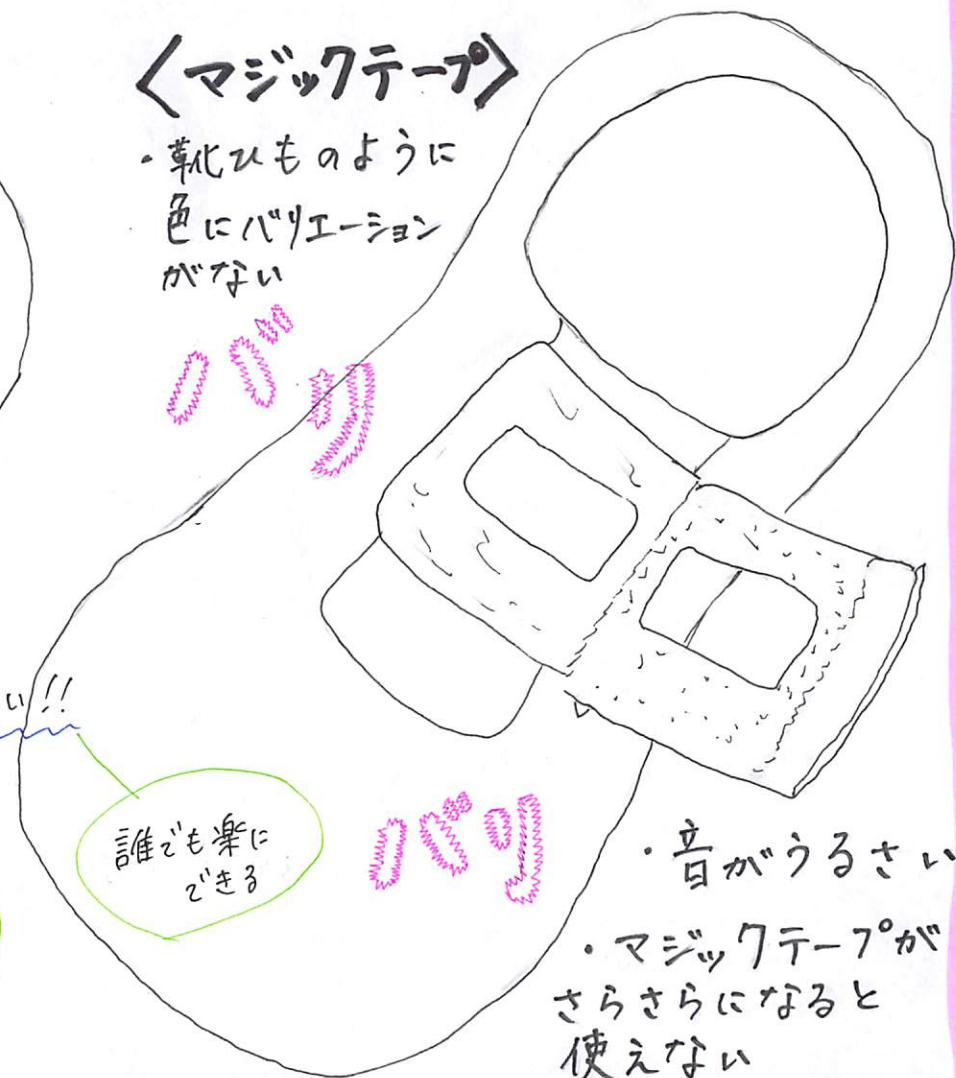 〈マジックテープ〉
・靴ひものように
色にバリエーション
がない
バリ
い!!
誰でも楽に
できる
バリ
・音がうるさい
・マジックテープが
さらさらになると
使えない